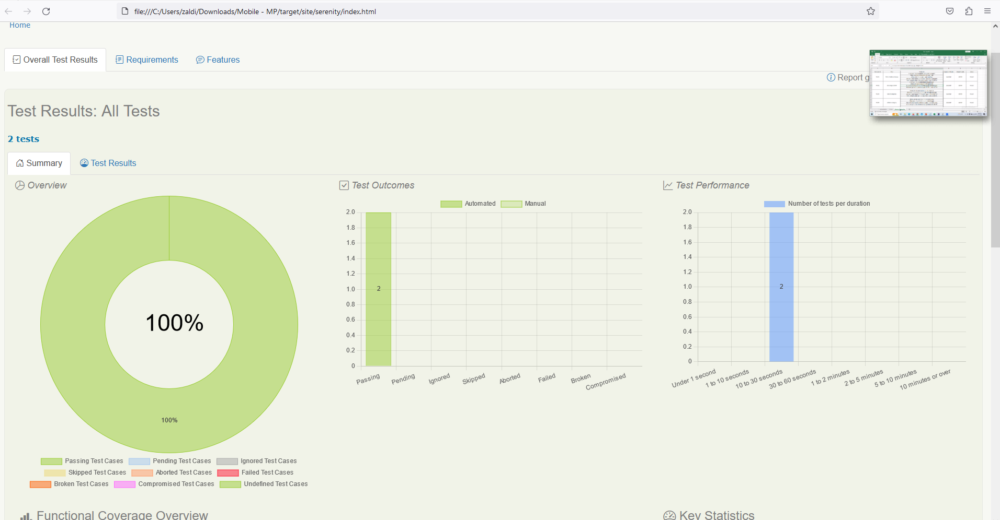 file:///C:/Users/zaldi/Downloads/Mobile - MP/target/site/serenity/index.html
Home
Overall Test Results
Requirements
Features
Report g
Test Results: All Tests
2 tests
Summary
Test Results
Overview
100%
100%
Passing Test Cases
Pending Test Cases
Ignored Test Cases
Skipped Test Cases
Aborted Test Cases
Failed Test Cases
Broken Test Cases
Compromised Test Cases
Undefined Test Cases
Test Outcomes
Automated
Manual
2.0
1.8
1.6
1.4
1.2
1.0
0.8
0.6
0.4
0.2
0
2
Passing
Pending
Ignored
Skipped
Aborted
Failed
Broken
Compromised
Test Performance
Number of tests per duration
2.0
1.8
1.6
1.4
1.2
1.0
0.8
0.6
0.4
0.2
0
2
Under 1 second
1 to 10 seconds
10 to 30 seconds
30 to 60 seconds
1 to 2 minutes
2 to 5 minutes
5 to 10 minutes
10 minutes or over
Functional Coverage Overview
Key Statistics